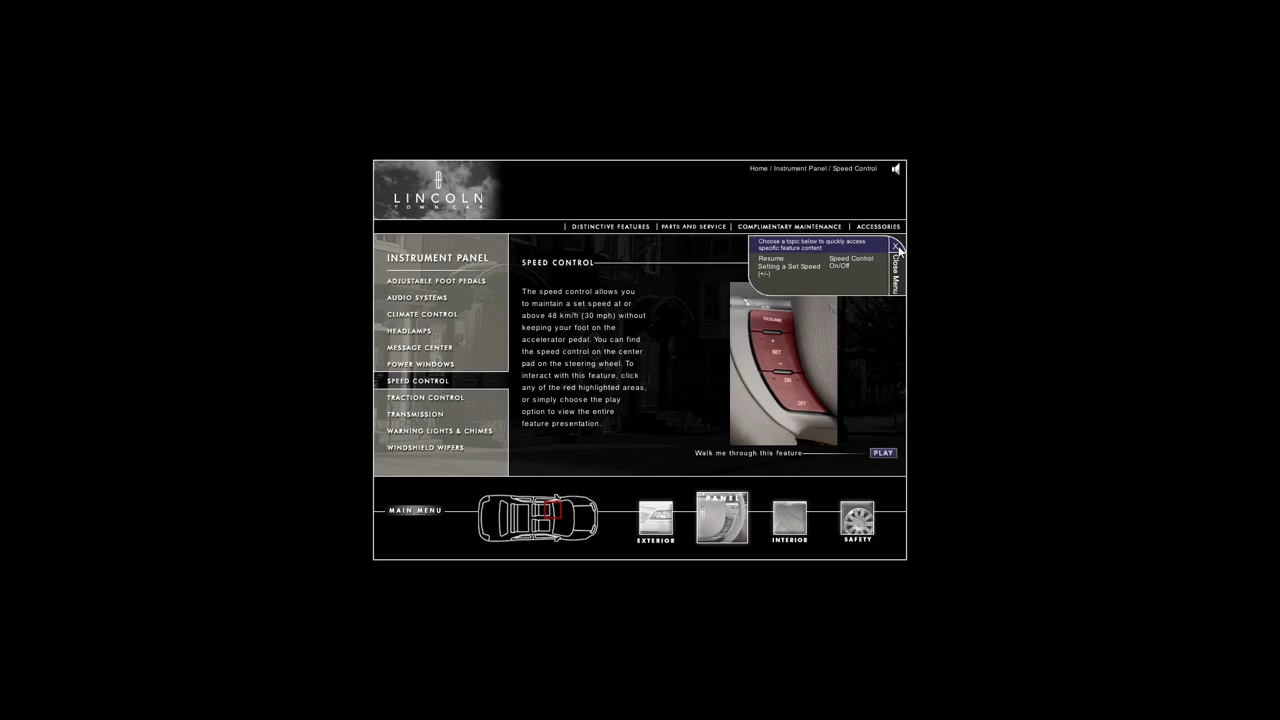 Home / Instrument Panel / Speed Control
LINCOLN
TOWN CAR
DISTINCTIVE FEATURES
PARTS AND SERVICE
COMPLIMENTARY MAINTENANCE
ACCESSORIES
INSTRUMENT PANEL
ADJUSTABLE FOOT PEDALS
AUDIO SYSTEMS
CLIMATE CONTROL
HEADLAMPS
MESSAGE CENTER
POWER WINDOWS
SPEED CONTROL
TRACTION CONTROL
TRANSMISSION
WARNING LIGHTS & CHIMES
WINDSHIELD WIPERS
SPEED CONTROL
The speed control allows you
to maintain a set speed at or
above 48 km/h (30 mph) without
keeping your foot on the
accelerator pedal. You can find
the speed control on the center
pad on the steering wheel. To
interact with this feature, click
any of the red highlighted areas,
or simply choose the play
option to view the entire
feature presentation.
Choose a topic below to quickly access
specific feature content
Resume
Setting a Set Speed
(+/-)
Speed Control
On/Off
X
Close Menu
RESUME
+
SET
-
ON
OFF
Walk me through this feature
PLAY
MAIN MENU
EXTERIOR
PANEL
INTERIOR
SAFETY